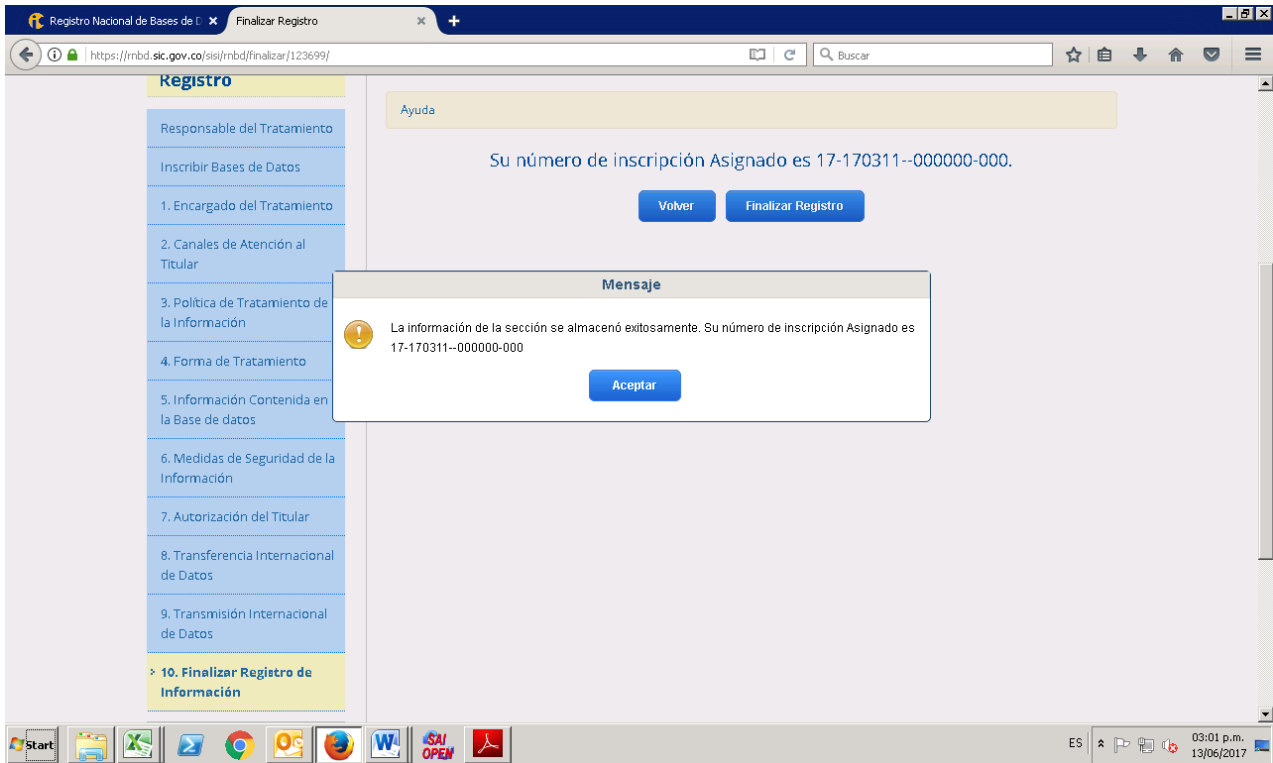 Registro Nacional de Bases de D
Finalizar Registro
https://rnbd.sic.gov.co/sisi/rnbd/finalizar/123699/
Buscar
Registro
Responsable del Tratamiento
Inscribir Bases de Datos
1. Encargado del Tratamiento
2. Canales de Atención al
Titular
3. Política de Tratamiento de
la Información
4. Forma de Tratamiento
5. Información Contenida en
la Base de datos
6. Medidas de Seguridad de la
Información
7. Autorización del Titular
8. Transferencia Internacional
de Datos
9. Transmisión Internacional
de Datos
10. Finalizar Registro de
Información
Ayuda
Su número de inscripción Asignado es 17-170311--000000-000.
Volver
Finalizar Registro
Mensaje
La información de la sección se almacenó exitosamente. Su número de inscripción Asignado es
17-170311--000000-000
Aceptar
Start
SAI
OPEN
ES
03:01 p.m.
13/06/2017